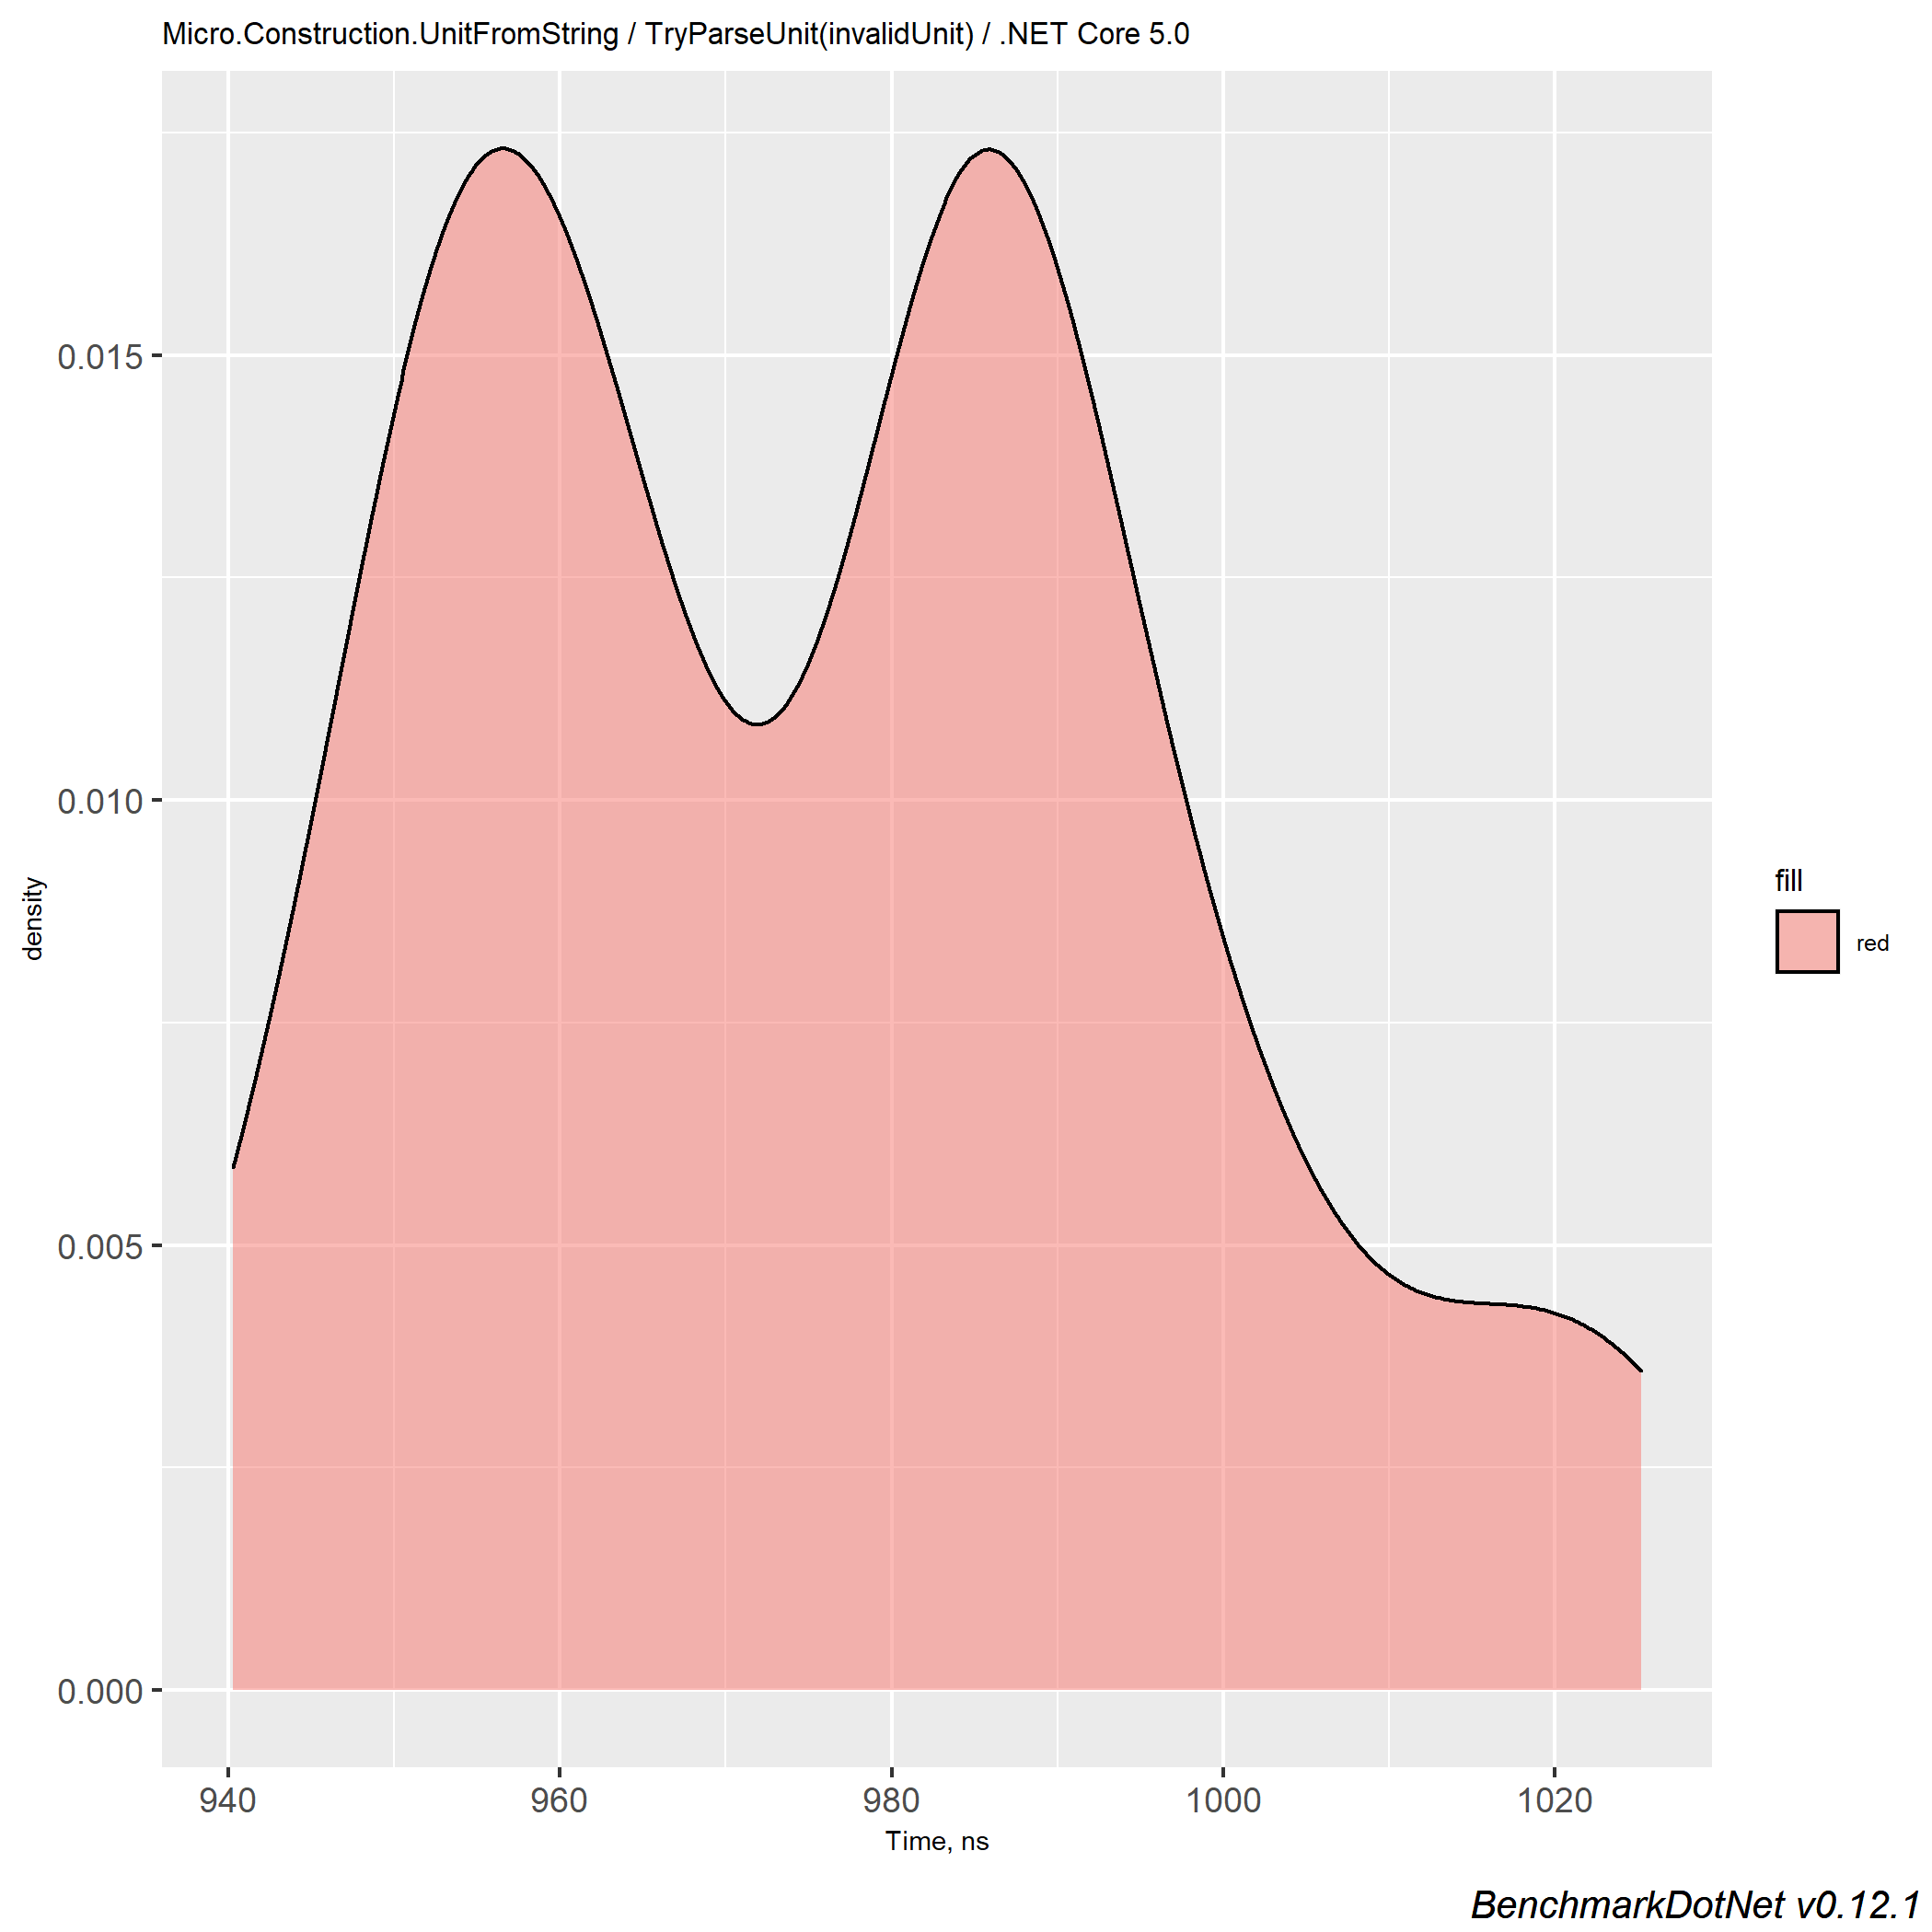 Micro.Construction.UnitFromString / TryParseUnit(invalidUnit) / .NET Core 5.0
0.015
0.010
0.005
0.000
density
940 960 980 1000 1020
Time, ns
fill
red
BenchmarkDotNet v0.12.1